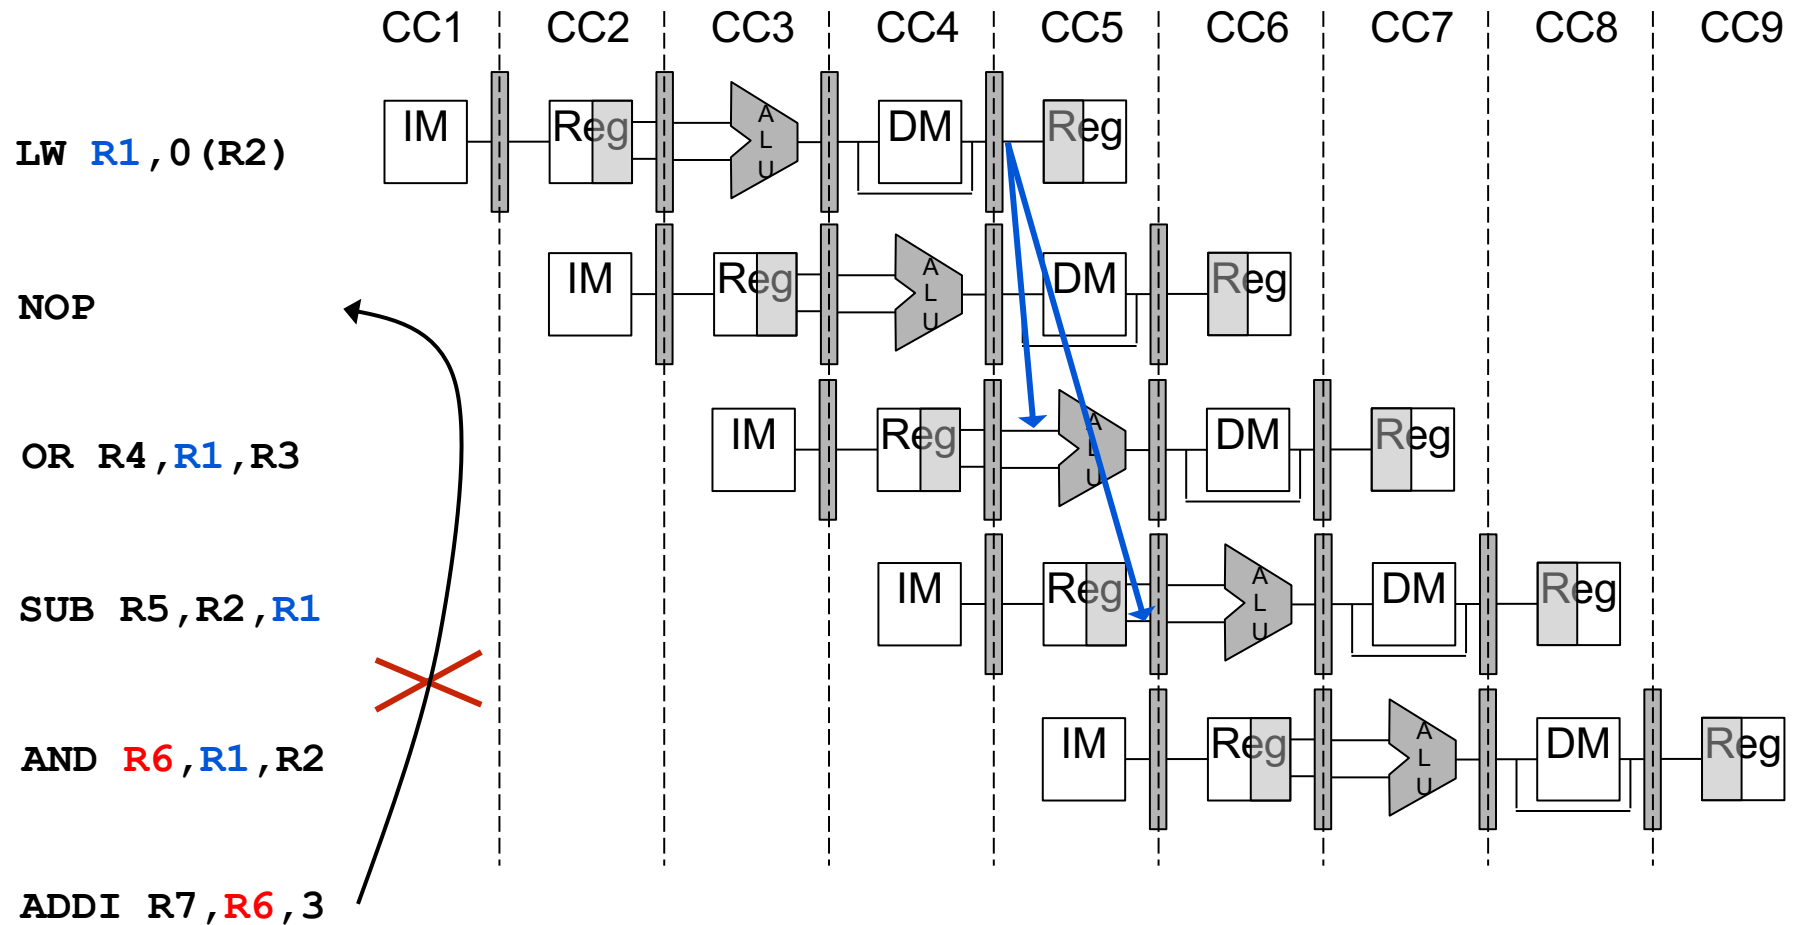 CC1 CC2 CC3 CC4 CC5 CC6 CC7 CC8 CC9
LW R1,0(R2) IM Reg ALU DM Reg
NOP IM Reg ALU DM Reg
OR R4,R1,R3 IM Reg ALU DM Reg
SUB R5,R2,R1 IM Reg ALU DM Reg
AND R6,R1,R2 IM Reg ALU DM Reg
ADDI R7,R6,3